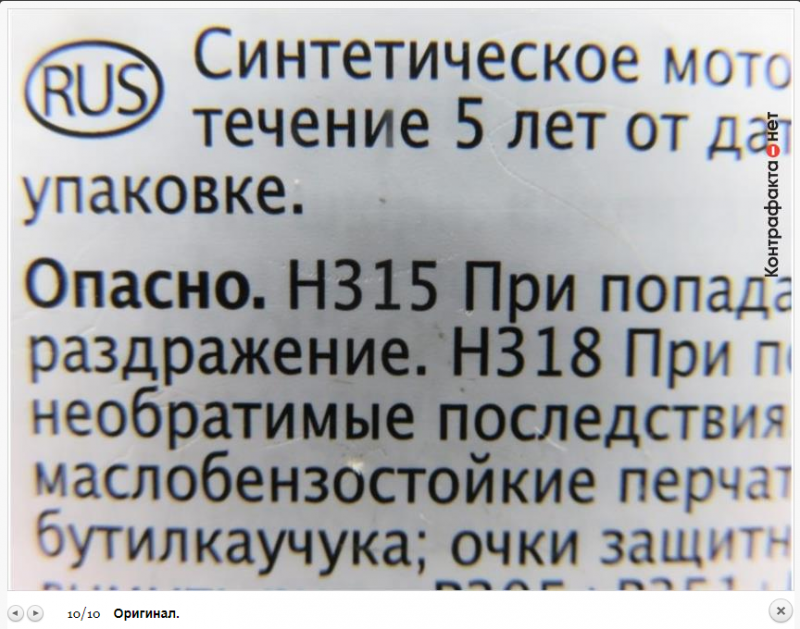 RUS Синтетическое мото
течение 5 лет от дат
упаковке.
Опасно. H315 При попада
раздражение. H318 При п
необратимые последствия
маслобензостойкие перчат
бутилкаучука; очки защитн
Контрафакта нет
10/10 Оригинал.